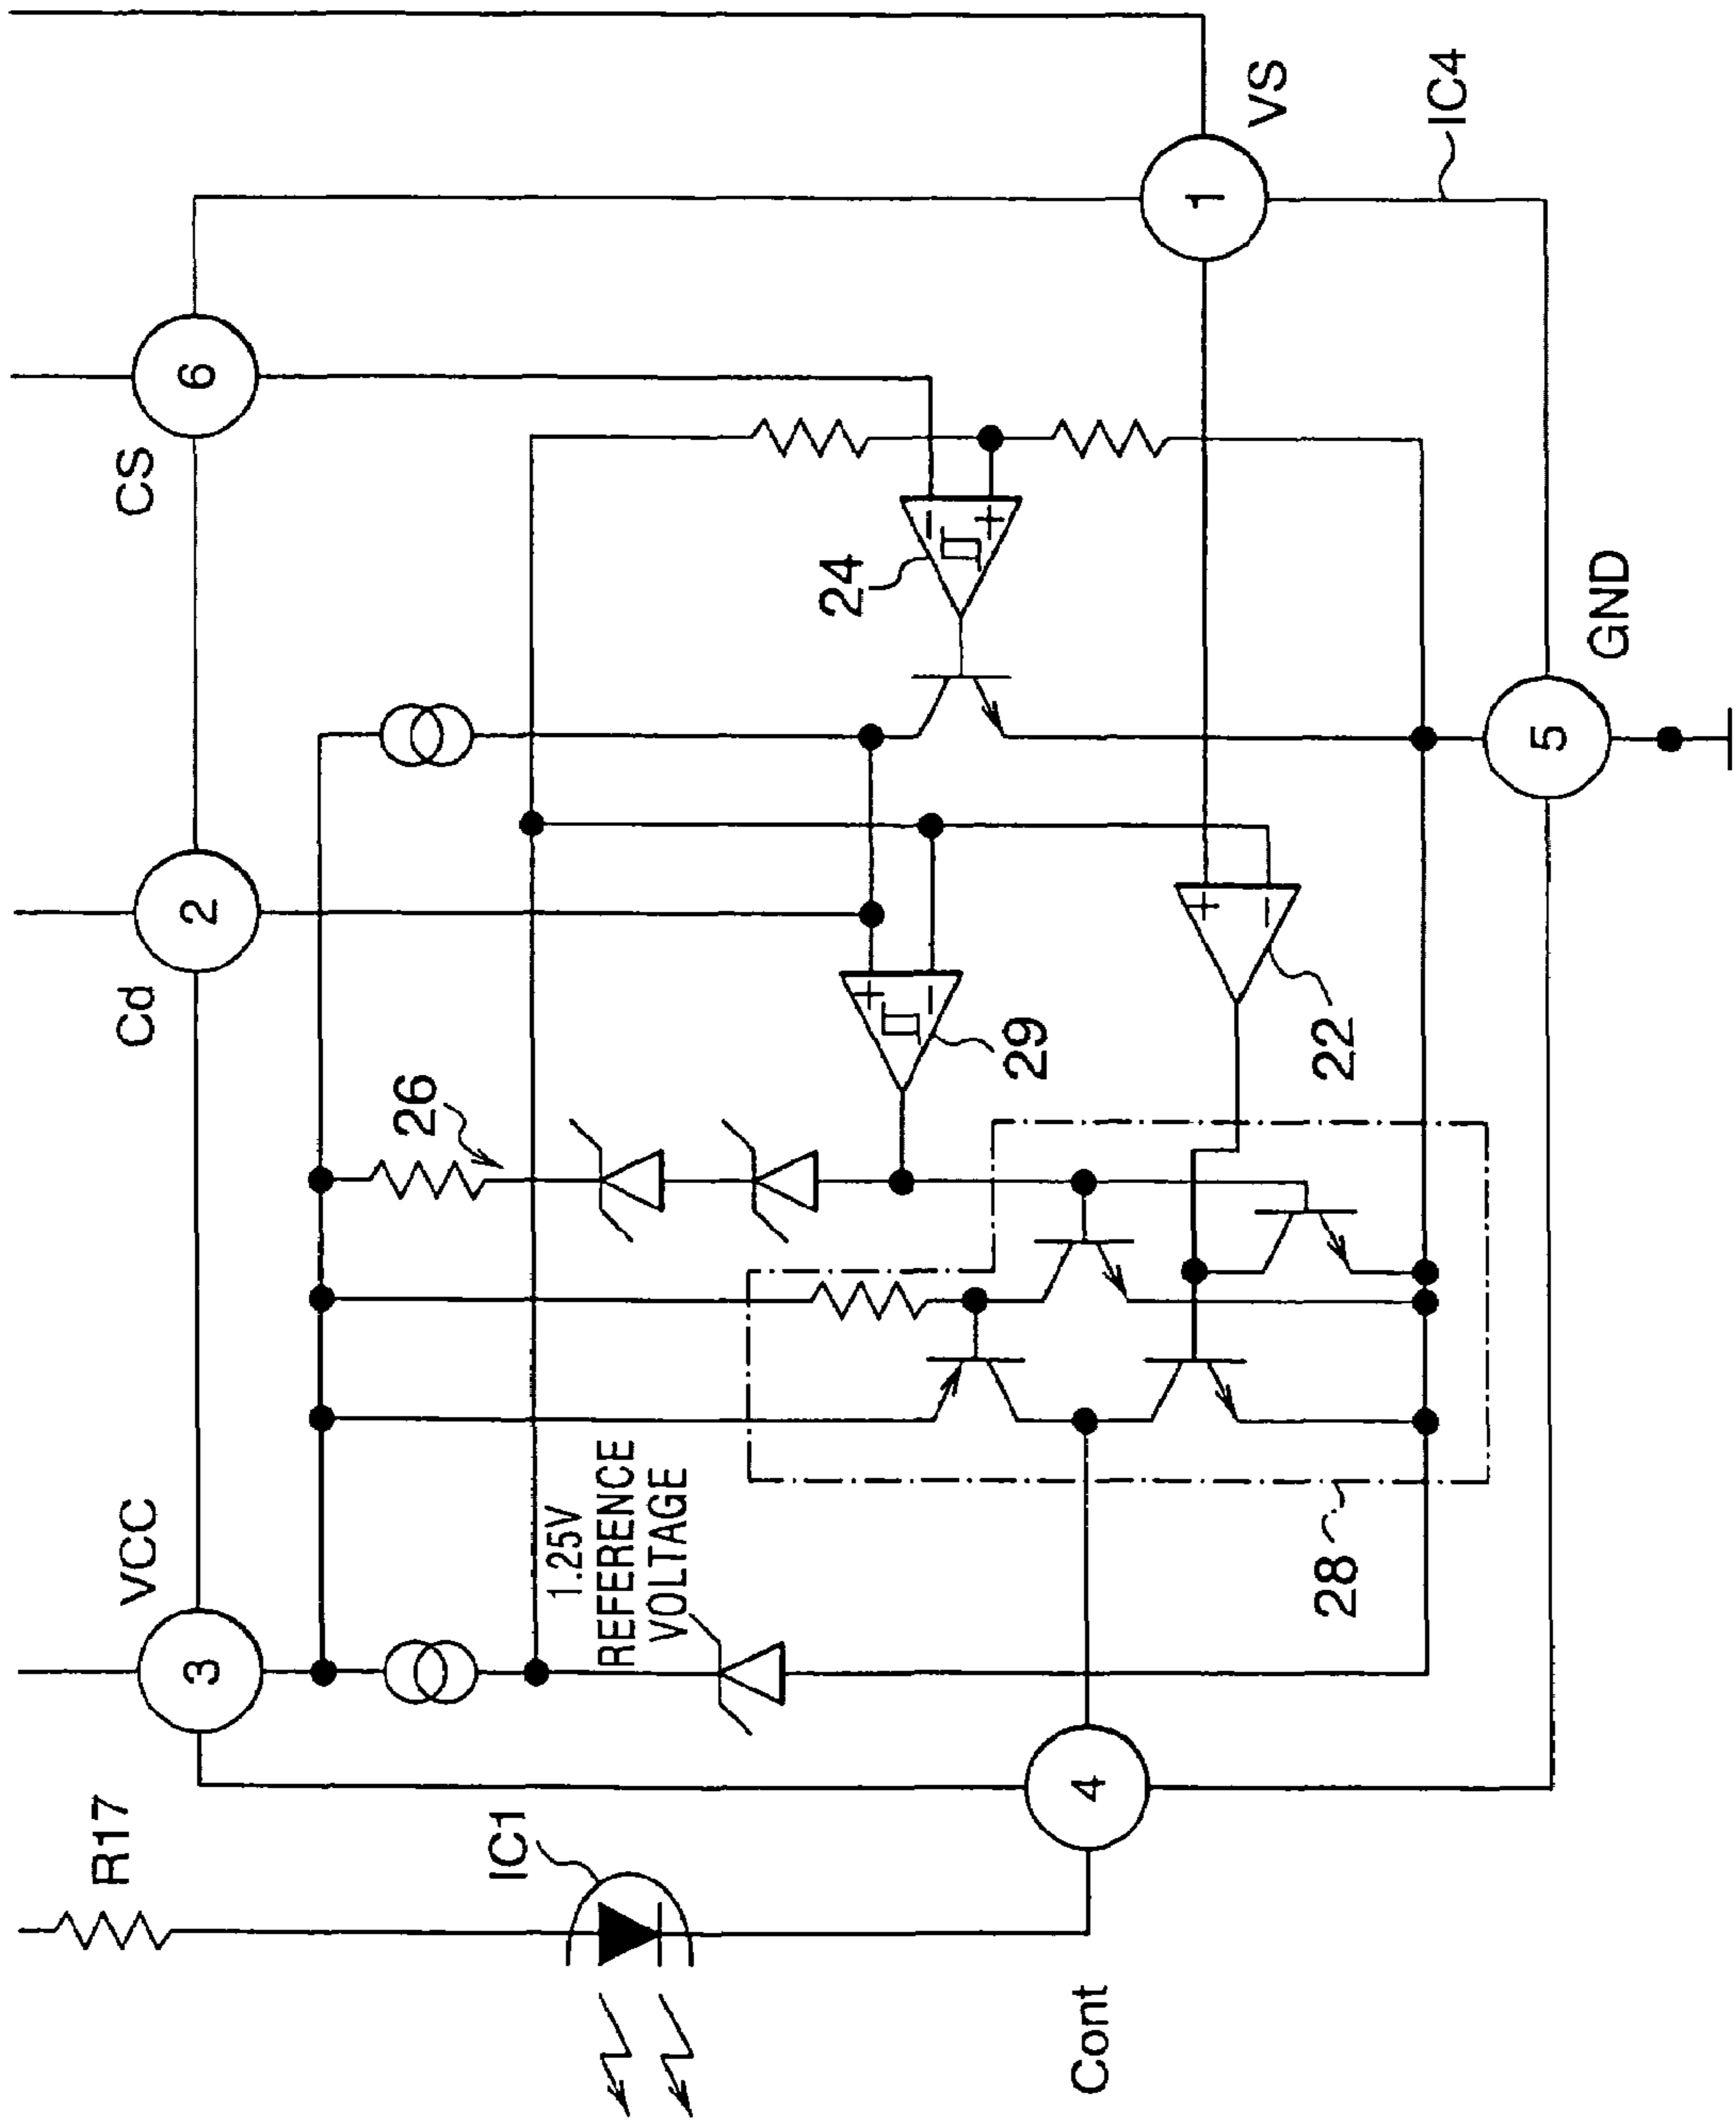 R17
VCC
Cd
CS
3
2
6
26
IC1
1.25V
REFERENCE
VOLTAGE
24
− +
+ −
29
Cont
4
1
+ −
VS
28
22
IC4
5
GND